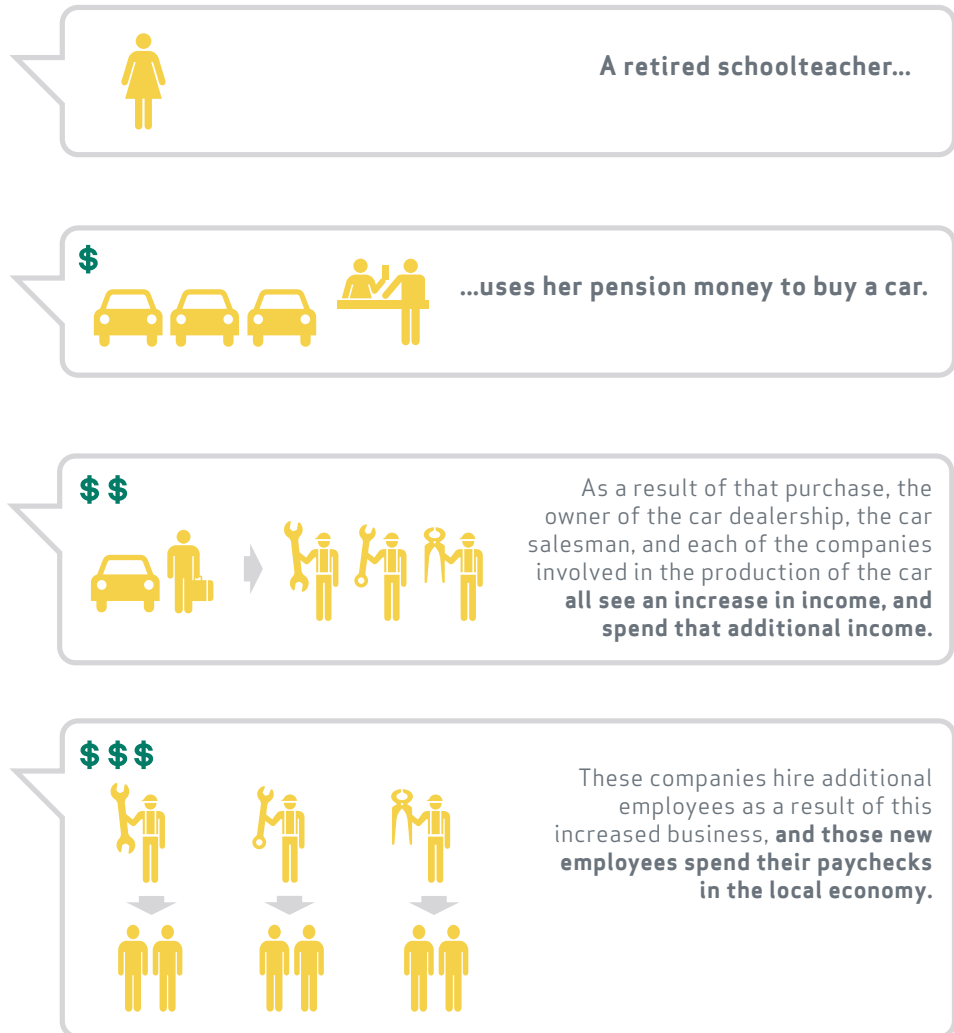 A retired schoolteacher...
$
...uses her pension money to buy a car.
$ $
As a result of that purchase, the
owner of the car dealership, the car
salesman, and each of the companies
involved in the production of the car
all see an increase in income, and
spend that additional income.
$ $ $
These companies hire additional
employees as a result of this
increased business, and those new
employees spend their paychecks
in the local economy.